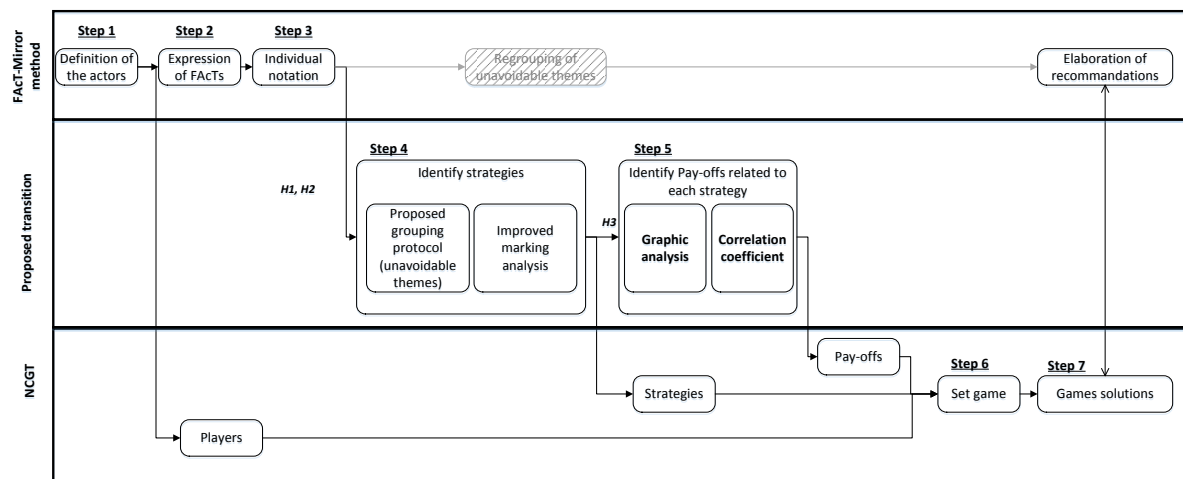 Step 1
Step 2
Step 3
FAcT-Mirror
method
Definition of
the actors
Expression
of FAcTs
Individual
notation
Regrouping of
unavoidable themes
Elaboration of
recommandations
Proposed transition
H1, H2
Step 4
Identify strategies
Proposed
grouping
protocol
(unavoidable
themes)
Improved
marking
analysis
H3
Step 5
Identify Pay-offs related to
each strategy
Graphic
analysis
Correlation
coefficient
NCGT
Pay-offs
Step 6
Step 7
Strategies
Set game
Games solutions
Players